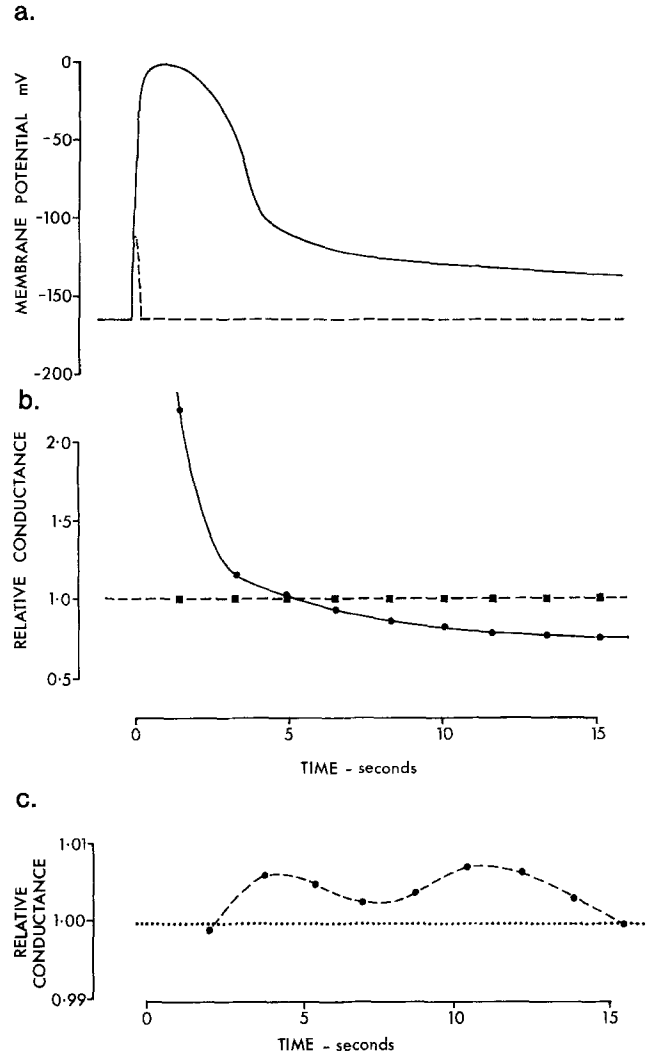 a.
MEMBRANE POTENTIAL mV
0
-50
-100
-150
-200
b.
RELATIVE CONDUCTANCE
2·0
1·5
1·0
0·5
0 5 10 15
TIME - seconds
c.
RELATIVE
CONDUCTANCE
1·01
1·00
0·99
0 5 10 15
TIME - seconds